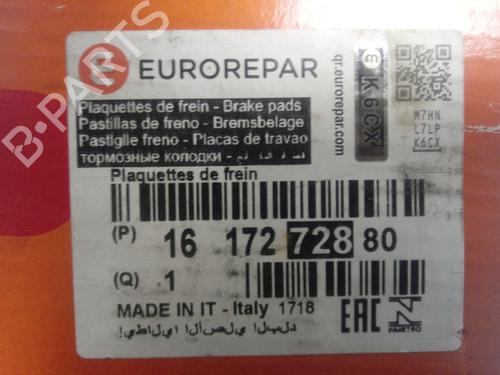 EUROREPAR
Plaquettes de frein - Brake pads
Pastillas de freno - Bremsbelage
Pastiglie freno - Placas de travao
тормозные колодки -
Plaquettes de frein
(P) 16 172 728 80
(Q) 1
MADE IN IT - Italy 1718
EAC
qr.eurorepar.com
K6CX
M7HN
L7LP
K6CX
B-PARTS